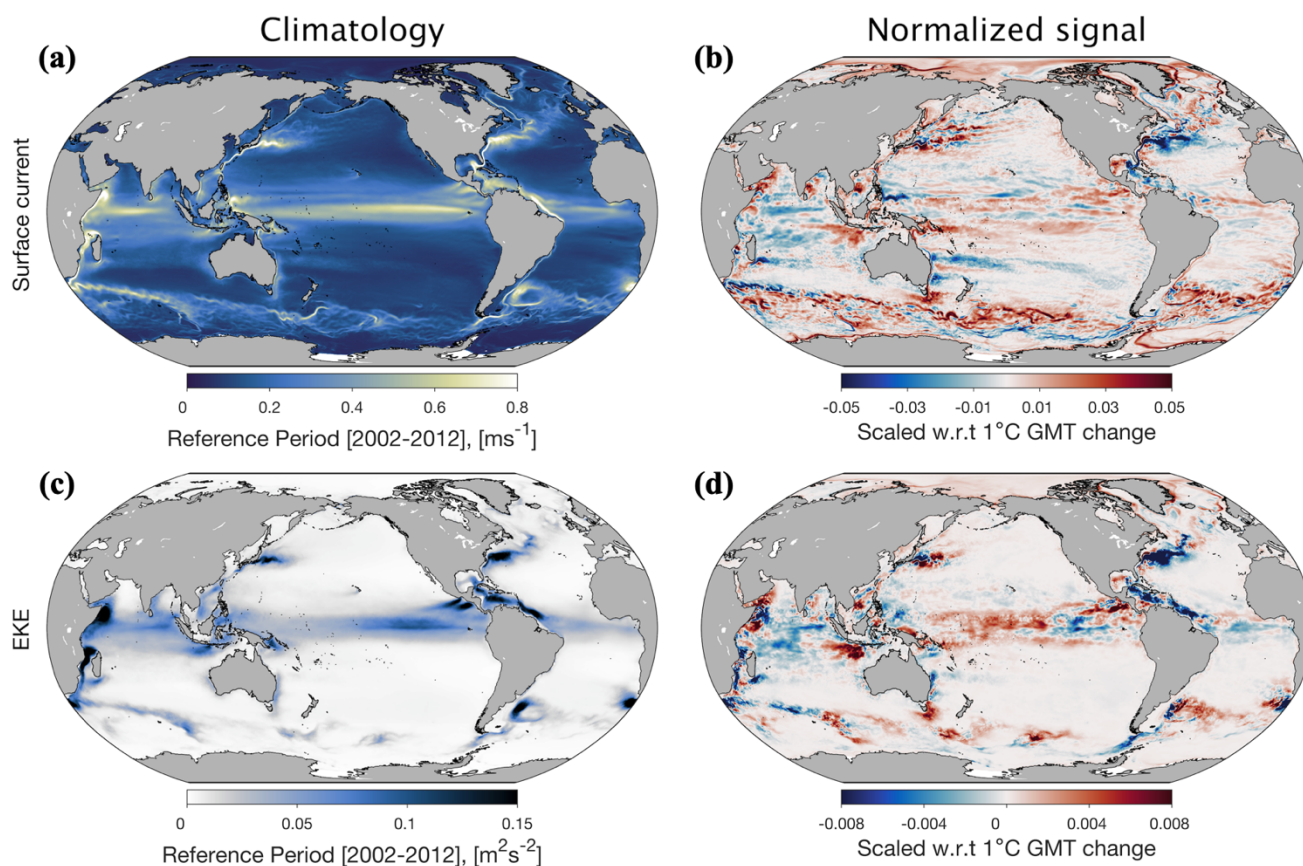 Climatology
Normalized signal
(a)
(b)
Surface current
0 0.2 0.4 0.6 0.8
Reference Period [2002-2012], [ms⁻¹]
-0.05 -0.03 -0.01 0.01 0.03 0.05
Scaled w.r.t 1°C GMT change
(c)
(d)
EKE
0 0.05 0.1 0.15
Reference Period [2002-2012], [m²s⁻²]
-0.008 -0.004 0 0.004 0.008
Scaled w.r.t 1°C GMT change